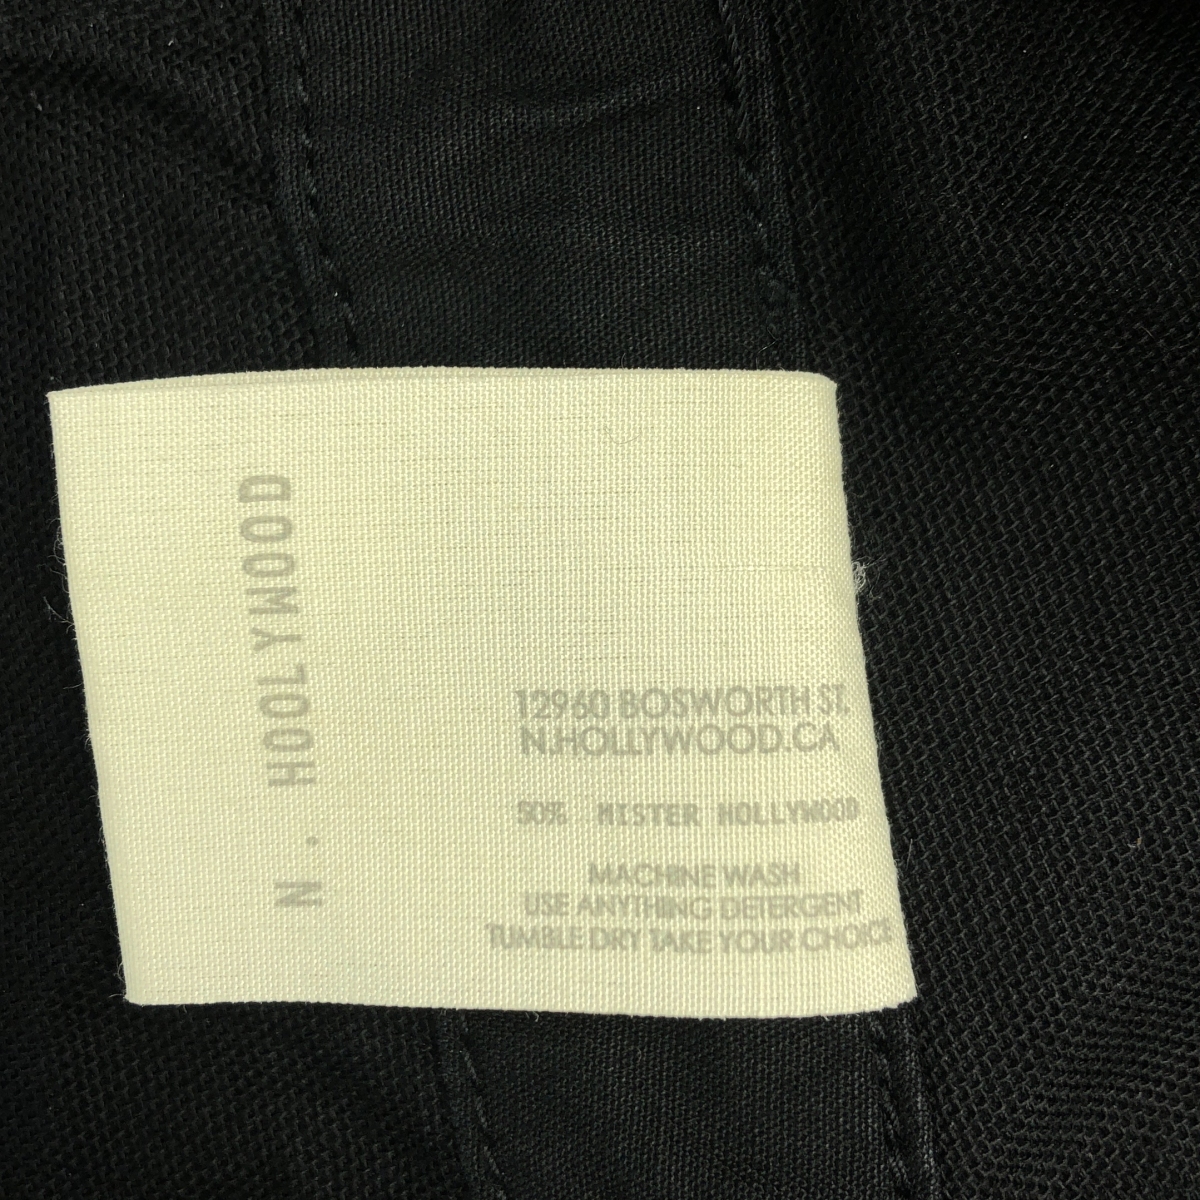 N. HOOLYWOOD
12960 BOSWORTH ST.
N.HOLLYWOOD.CA
50% MISTER HOLLYWOOD
MACHINE WASH
USE ANYTHING DETERGENT
TUMBLE DRY TAKE YOUR CHOICE